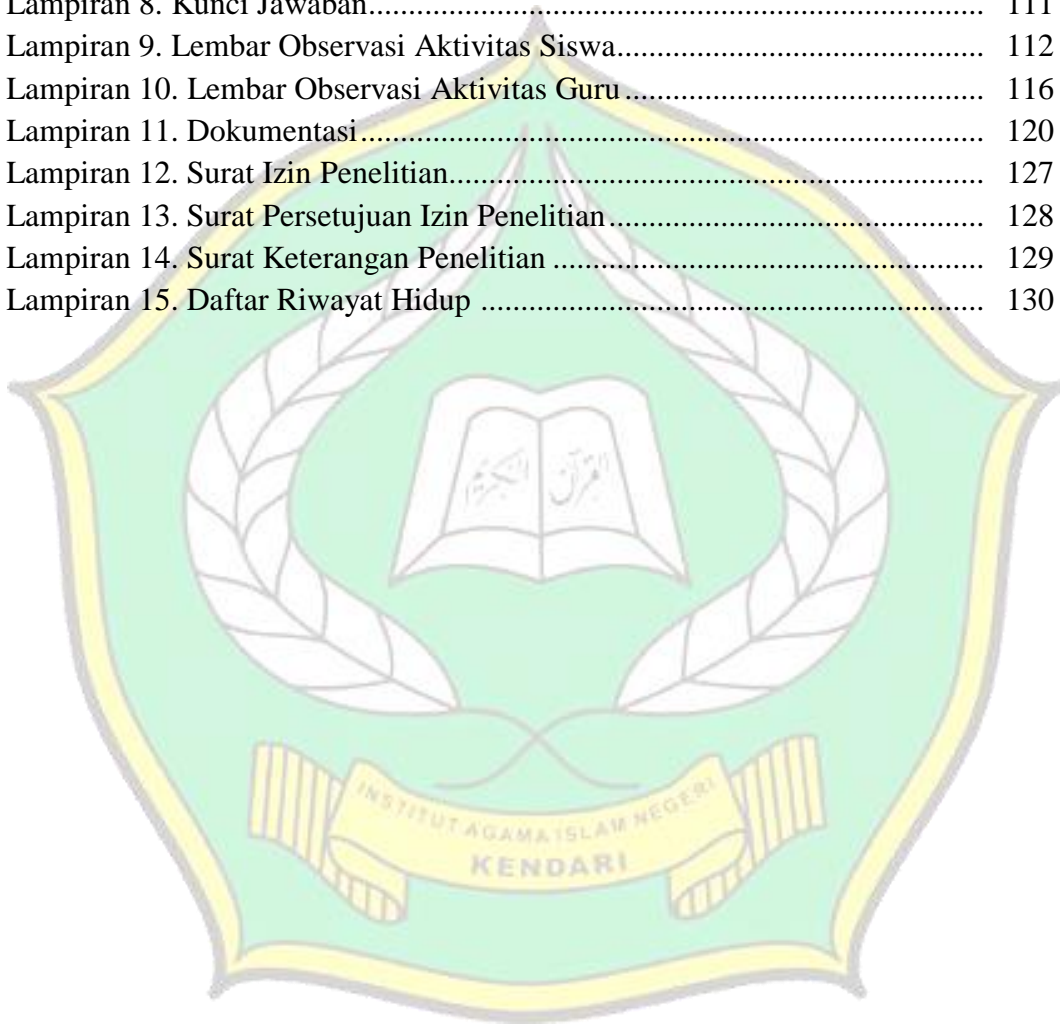 Lampiran 8. Kunci Jawaban............................................................................. 111
Lampiran 9. Lembar Observasi Aktivitas Siswa.............................................. 112
Lampiran 10. Lembar Observasi Aktivitas Guru............................................. 116
Lampiran 11. Dokumentasi.............................................................................. 120
Lampiran 12. Surat Izin Penelitian................................................................... 127
Lampiran 13. Surat Persetujuan Izin Penelitian............................................... 128
Lampiran 14. Surat Keterangan Penelitian ...................................................... 129
Lampiran 15. Daftar Riwayat Hidup ............................................................... 130
القرآن الكريم
INSTITUT AGAMA ISLAM NEGERI
KENDARI